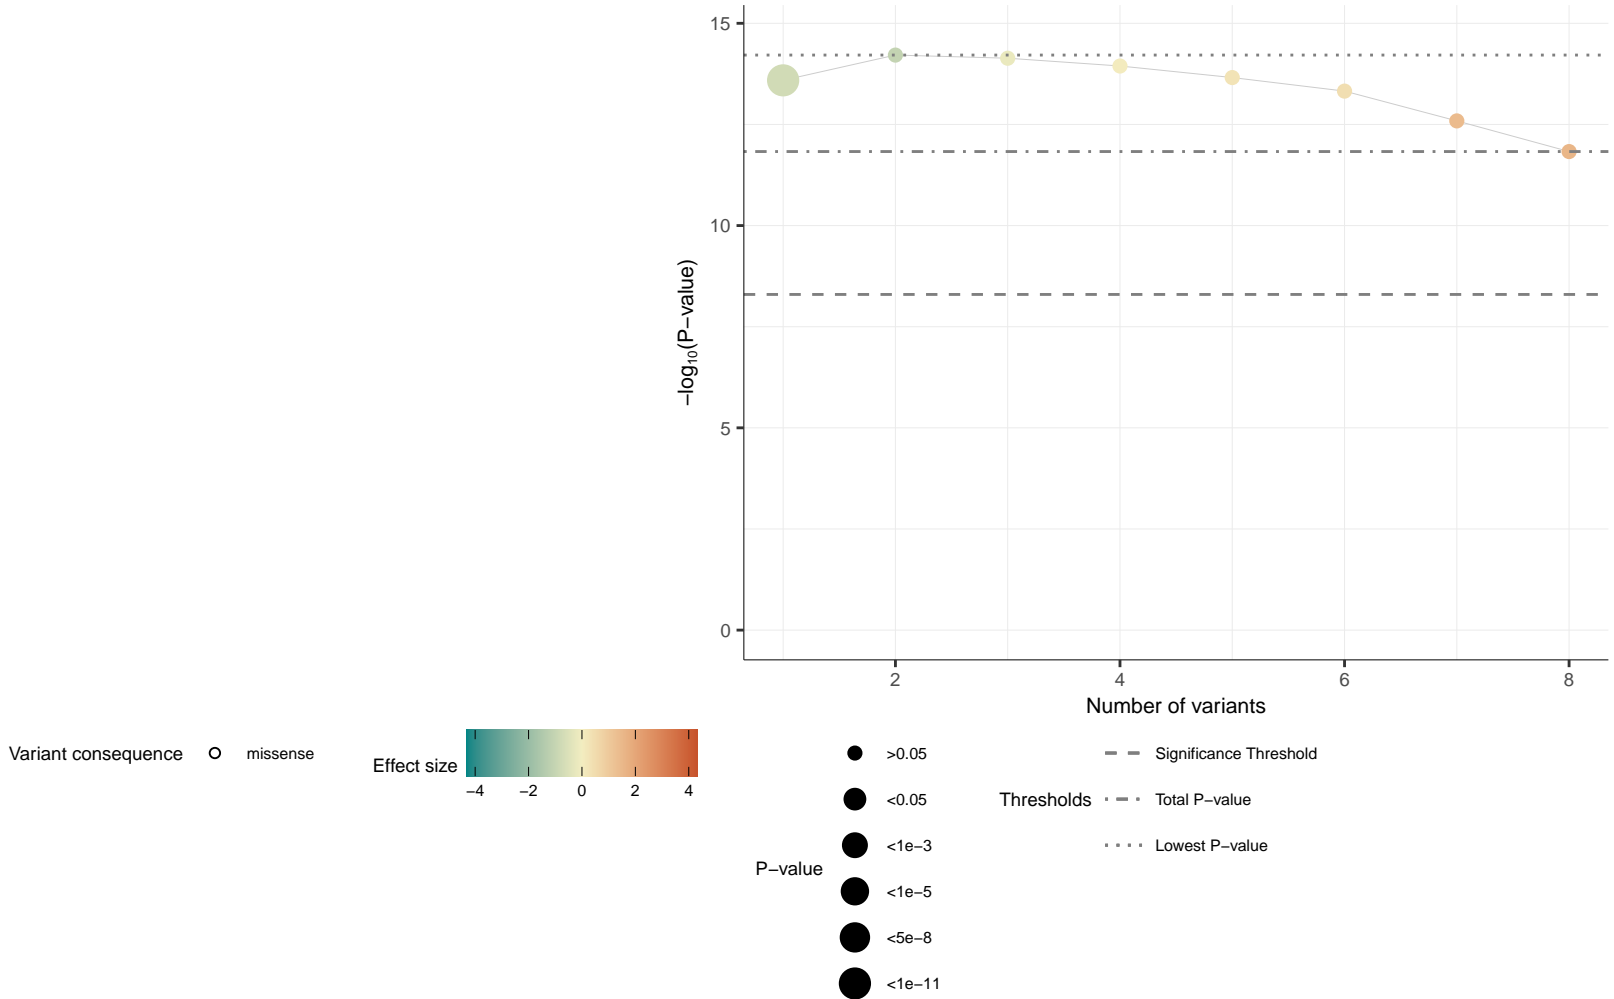 15
10
5
0
−log10(P−value)
2 4 6 8
Number of variants
Variant consequence missense
Effect size
−4 −2 0 2 4
P−value
>0.05
<0.05
<1e−3
<1e−5
<5e−8
<1e−11
Thresholds
Significance Threshold
Total P−value
Lowest P−value